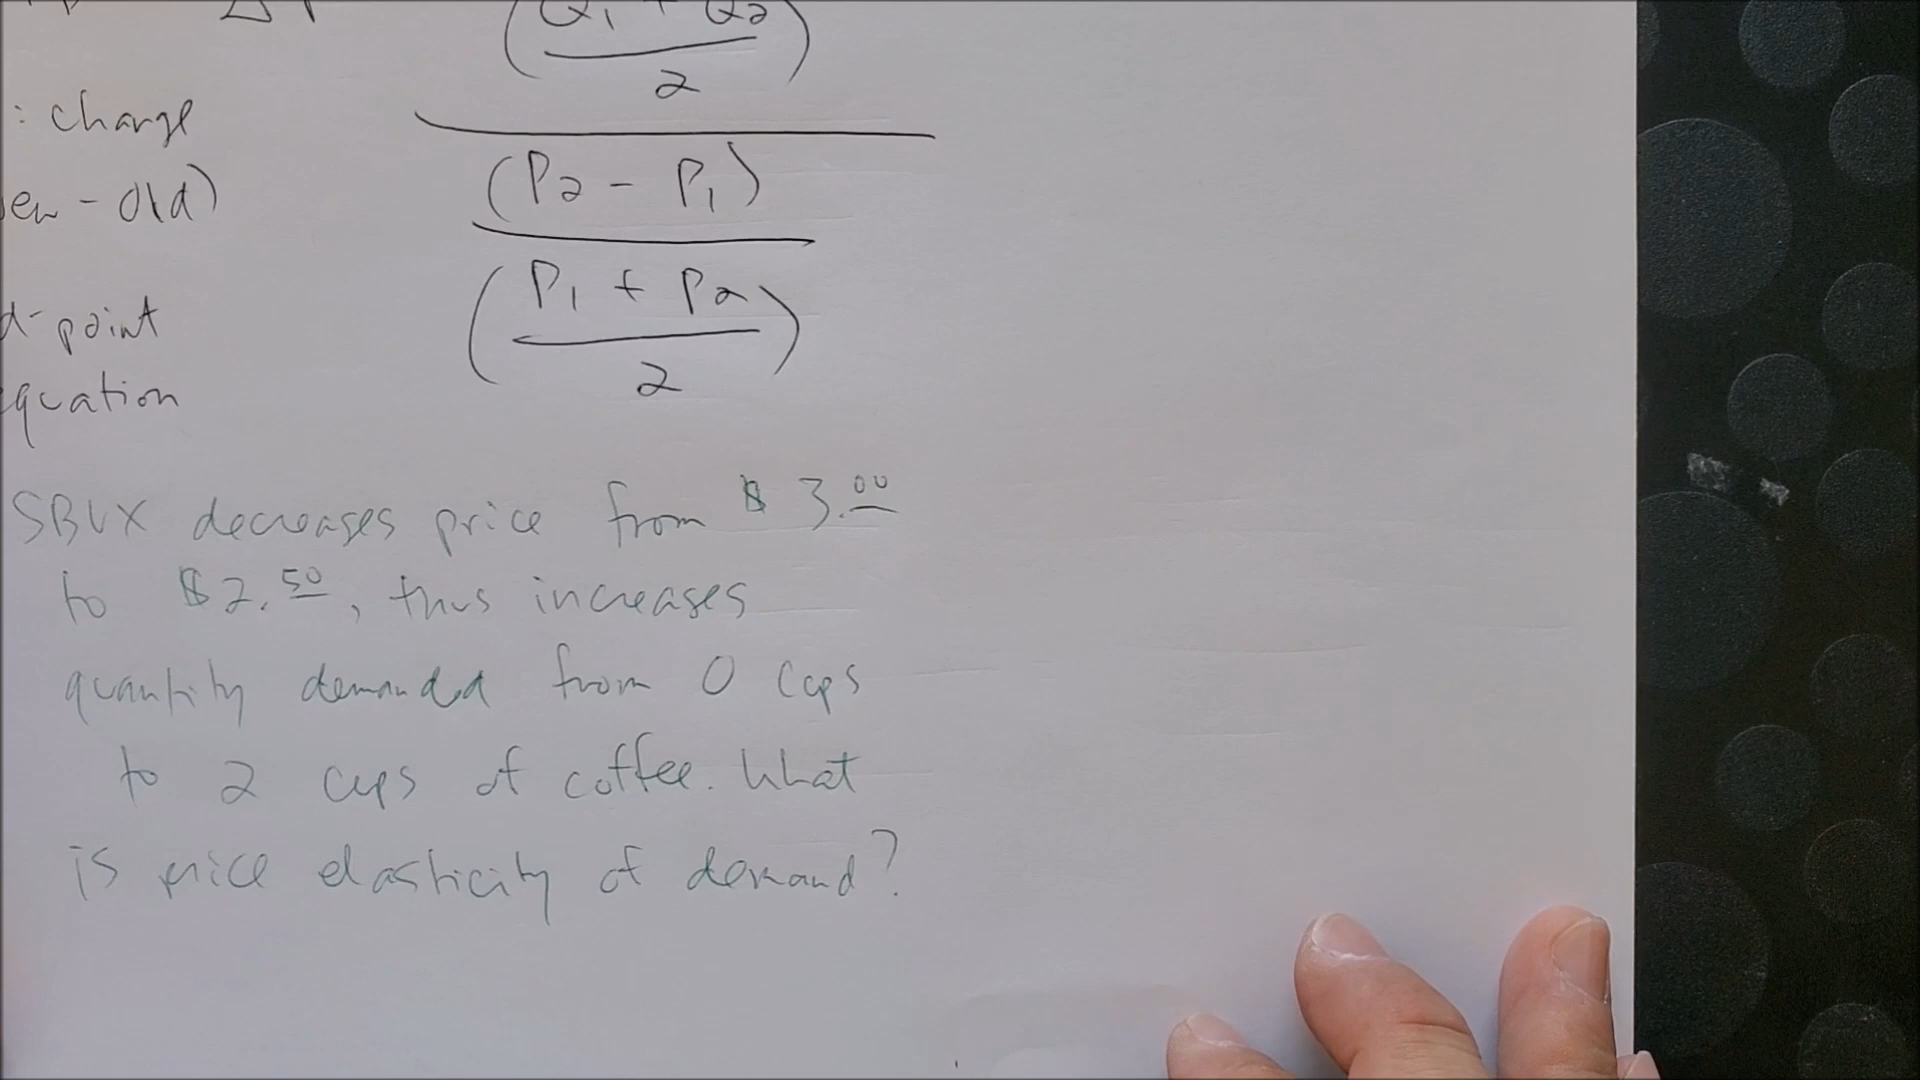 Δ P
(Q1 + Q2)
2
: change
(P2 - P1)
ew - old)
(P1 + P2)
2
d-point
equation
SBUX decreases price from $ 3.00
to $2.50, thus increases
quantity demanded from 0 cups
to 2 cups of coffee. What
is price elasticity of demand?